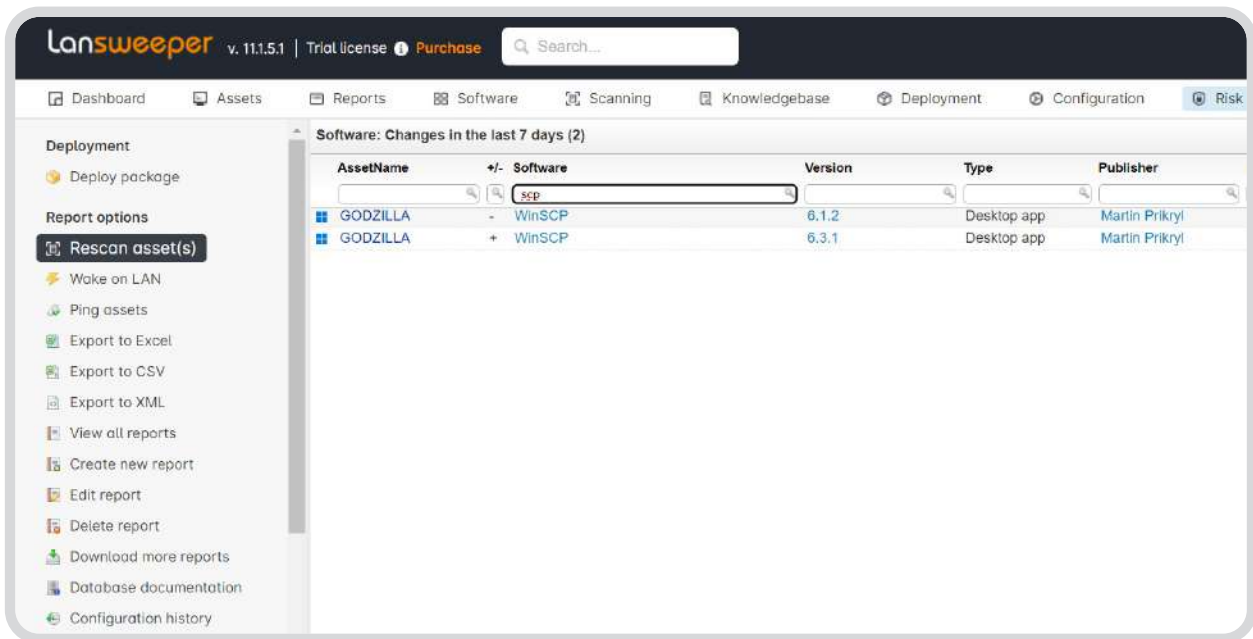 Lansweeper v. 11.1.5.1 | Trial license Purchase Search...
Dashboard Assets Reports Software Scanning Knowledgebase Deployment Configuration Risk
Deployment
Deploy package
Report options
Rescan asset(s)
Wake on LAN
Ping assets
Export to Excel
Export to CSV
Export to XML
View all reports
Create new report
Edit report
Delete report
Download more reports
Database documentation
Configuration history
Software: Changes in the last 7 days (2)
AssetName +/- Software Version Type Publisher
scp
GODZILLA - WinSCP 6.1.2 Desktop app Martin Prikryl
GODZILLA + WinSCP 6.3.1 Desktop app Martin Prikryl